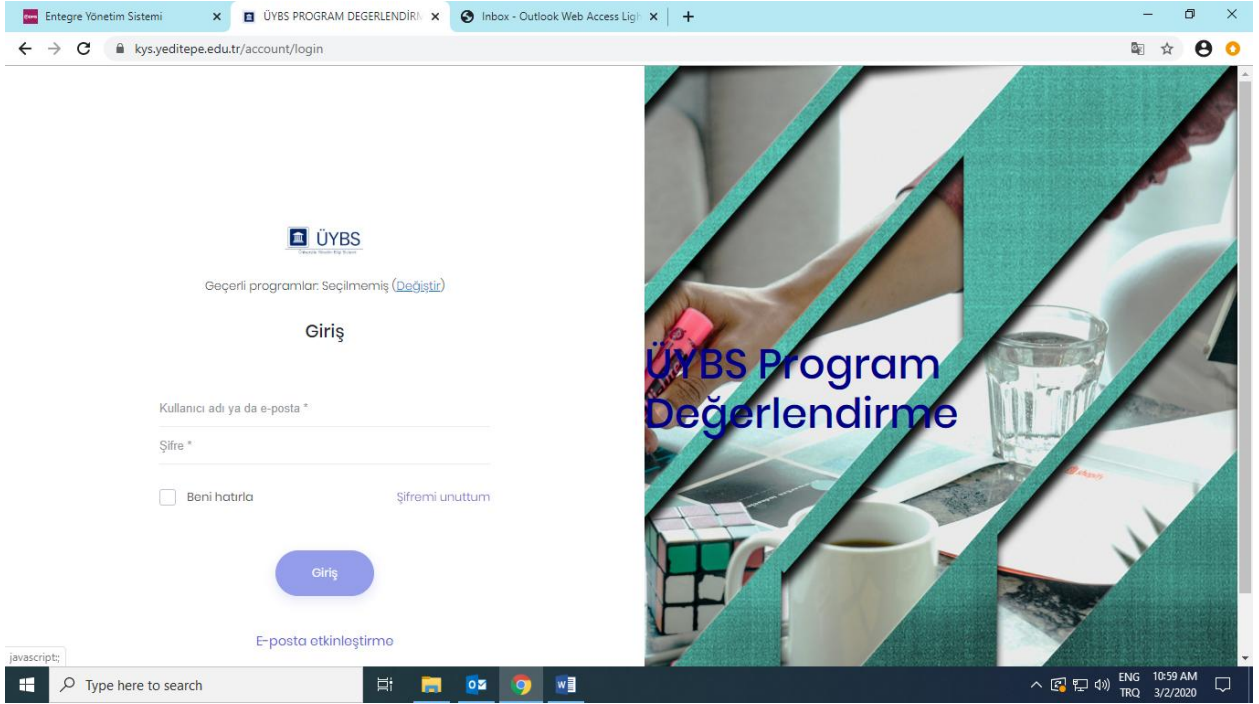 Entegre Yönetim Sistemi
ÜYBS PROGRAM DEGERLENDİRM
Inbox - Outlook Web Access Ligh
kys.yeditepe.edu.tr/account/login
ÜYBS
Geçerli programlar: Seçilmemiş (Değiştir)
Giriş
Kullanıcı adı ya da e-posta *
Şifre *
Beni hatırla
Şifremi unuttum
Giriş
E-posta etkinleştirme
ÜYBS Program
Değerlendirme
javascript:;
Type here to search
ENG
TRQ
10:59 AM
3/2/2020